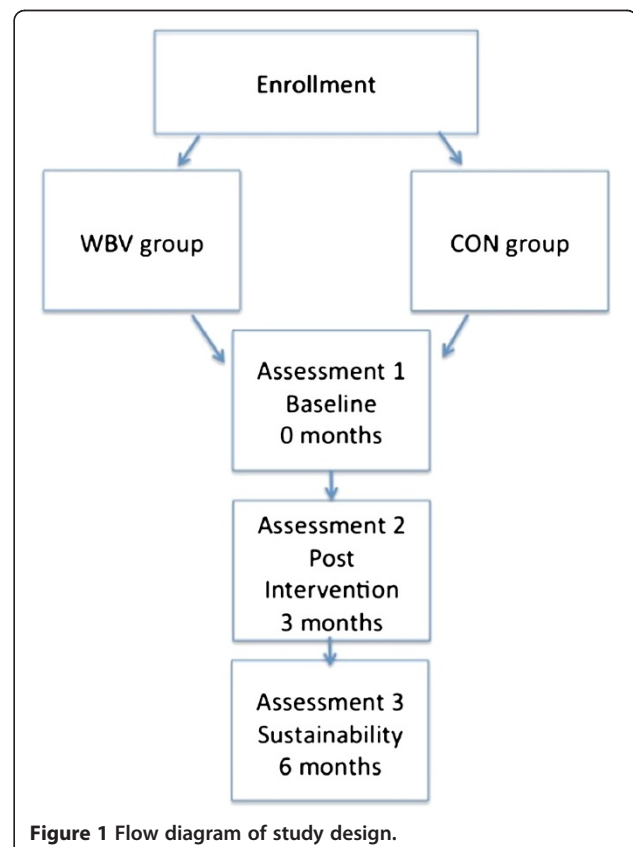 Enrollment
WBV group
CON group
Assessment 1
Baseline
0 months
Assessment 2
Post
Intervention
3 months
Assessment 3
Sustainability
6 months
Figure 1 Flow diagram of study design.